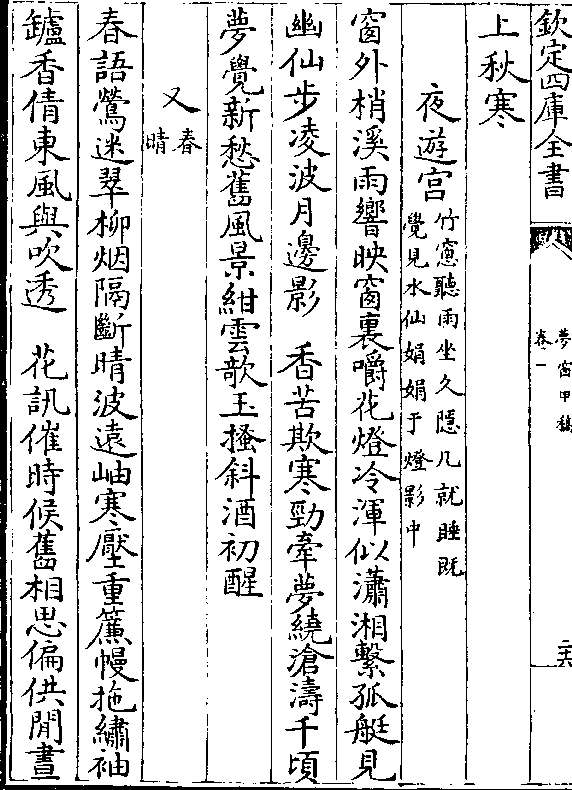 欽定四庫全書
夢窗甲稿
卷一
二十六
上秋寒
夜遊宮
竹窻聽雨坐久隱几就睡既
覺見水仙娟娟于燈影中
窗外梢溪雨響映窗裏嚼花燈冷渾似瀟湘繫孤艇見
幽仙步凌波月邊影　香苦欺寒勁牽夢繞滄濤千頃
夢覺新愁舊風景紺雲欹玉搔斜酒初醒
又
春
晴
春語鶯迷翠柳烟隔斷晴波遠岫寒壓重簾幔拖繡袖
鑪香倩東風與吹透　花訊催時候舊相思偏供閒晝